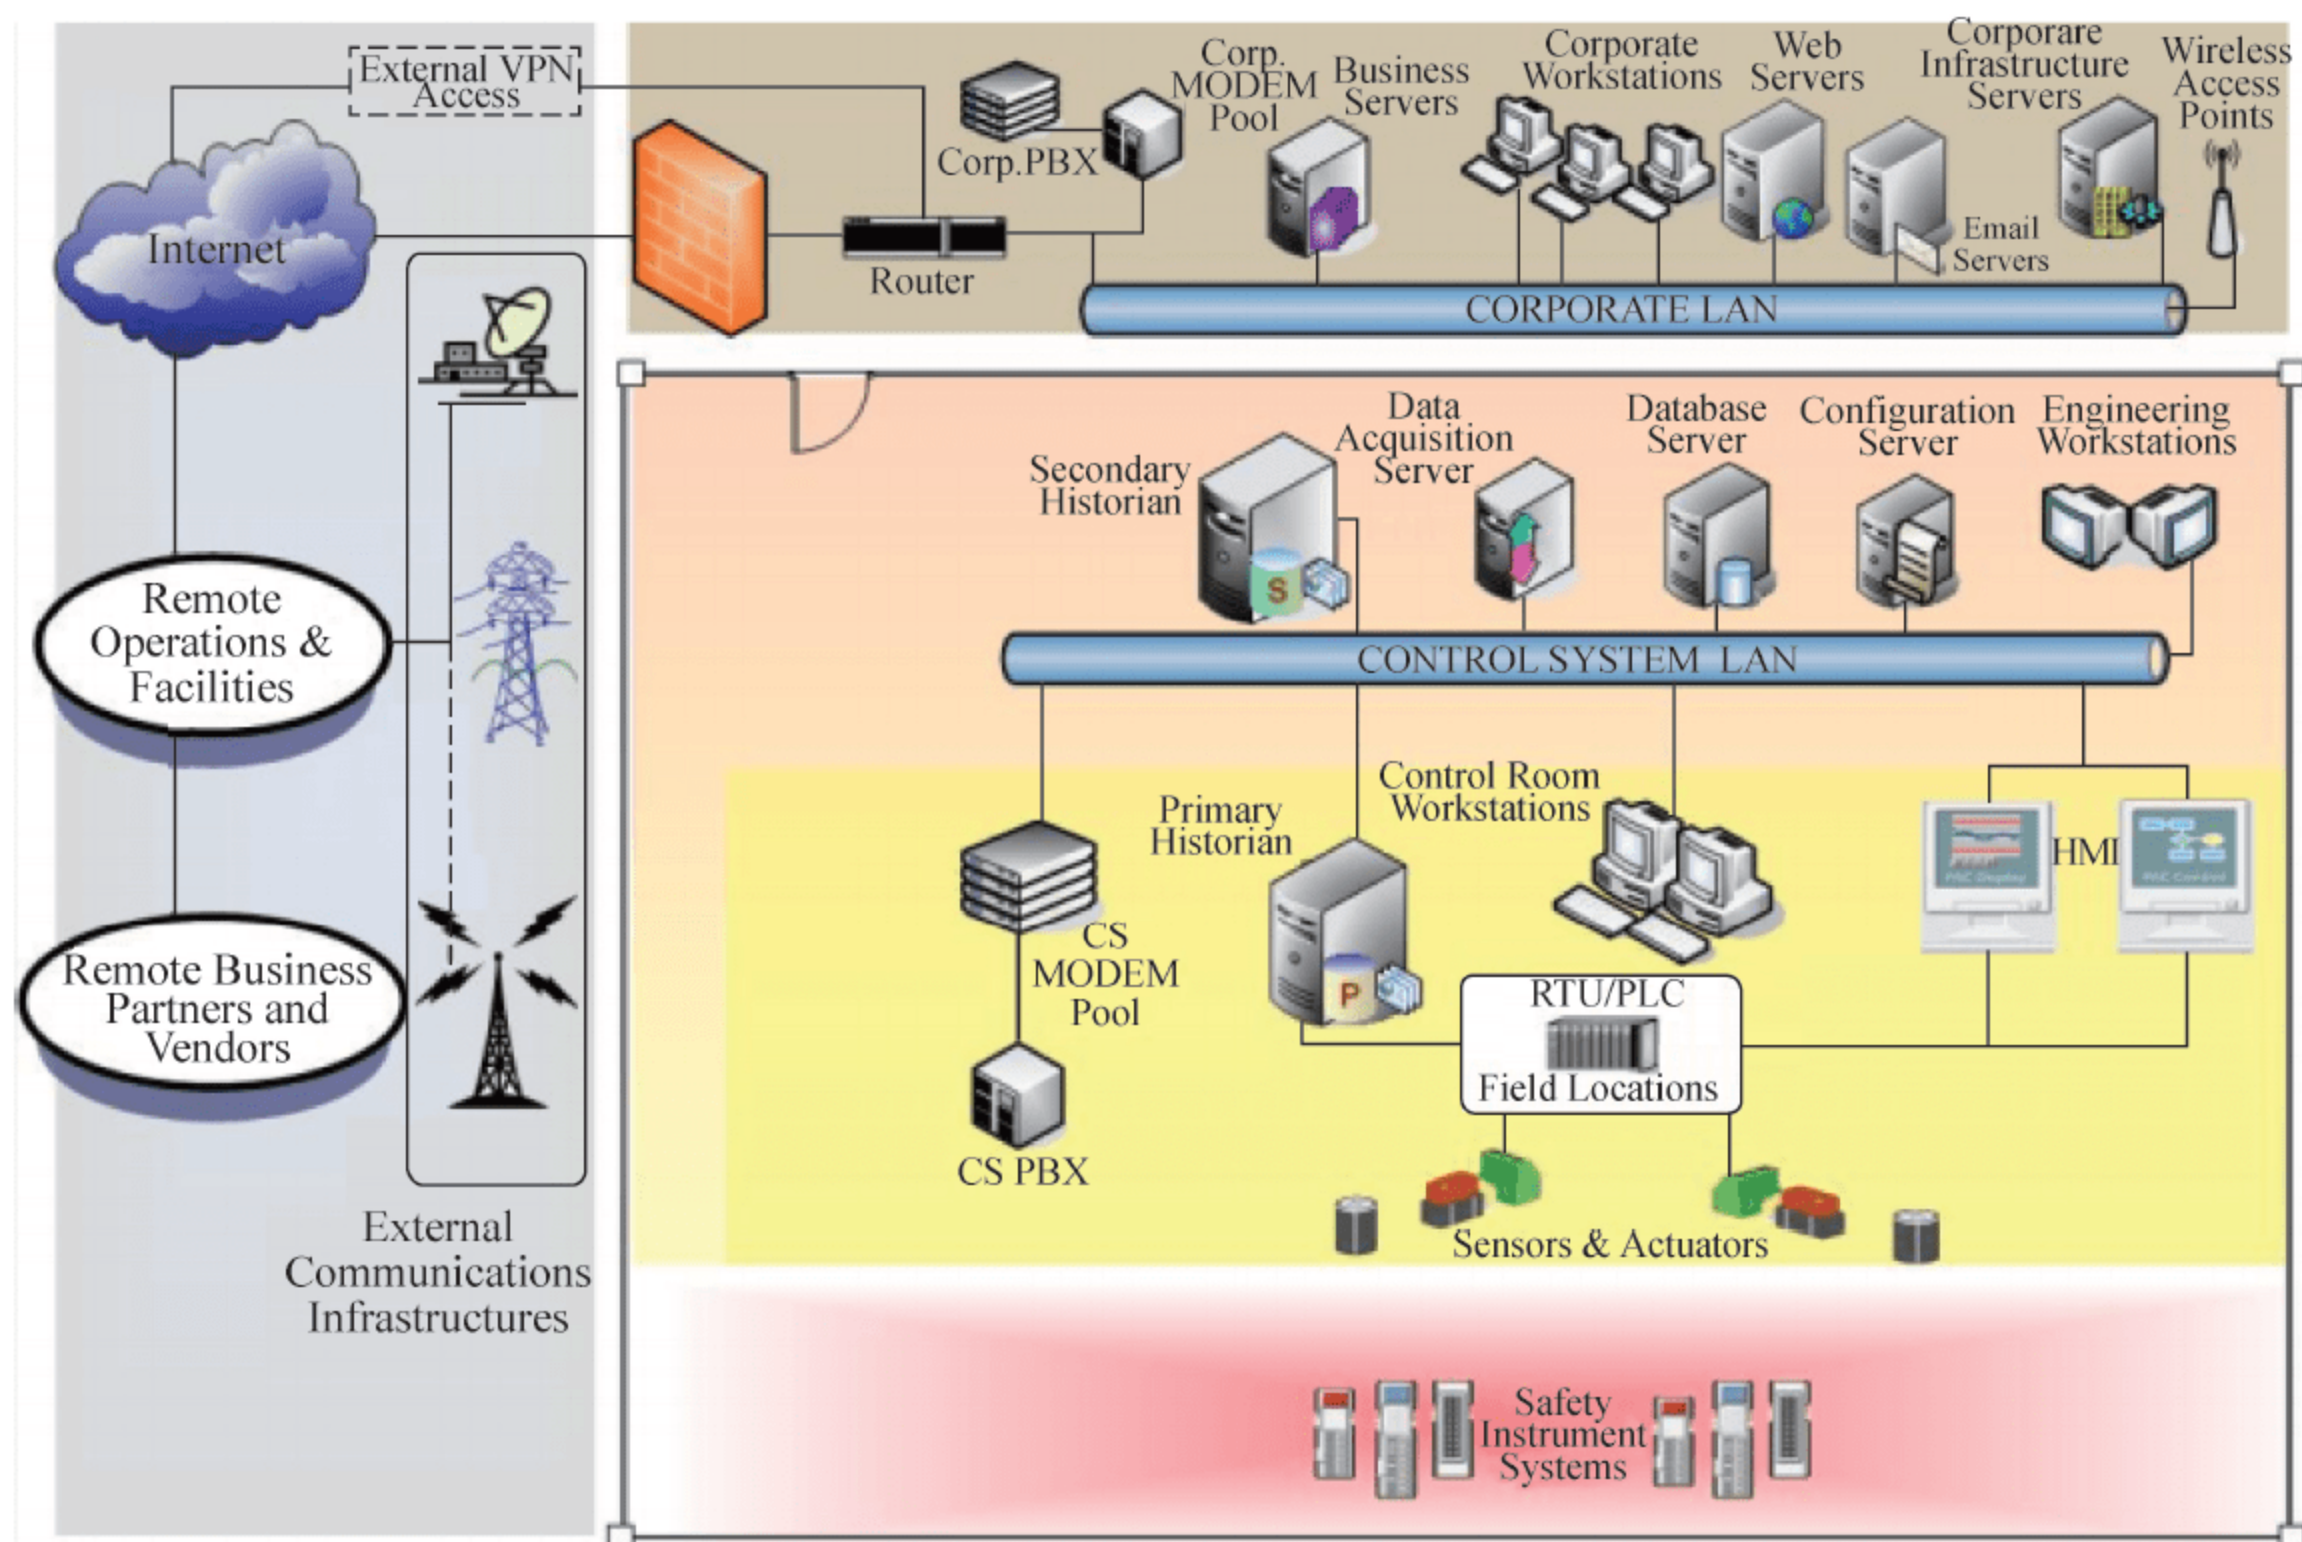 External VPN
Access
Internet
Remote
Operations &
Facilities
Remote Business
Partners and
Vendors
External
Communications
Infrastructures
Corp.PBX
Corp.
MODEM
Pool
Router
Business
Servers
Corporate
Workstations
Web
Servers
Email
Servers
Corporare
Infrastructure
Servers
Wireless
Access
Points
CORPORATE LAN
Secondary
Historian
Data
Acquisition
Server
Database
Server
Configuration
Server
Engineering
Workstations
S
CONTROL SYSTEM LAN
CS
MODEM
Pool
CS PBX
Primary
Historian
P
Control Room
Workstations
HMI
RTU/PLC
Field Locations
Sensors & Actuators
Safety
Instrument
Systems